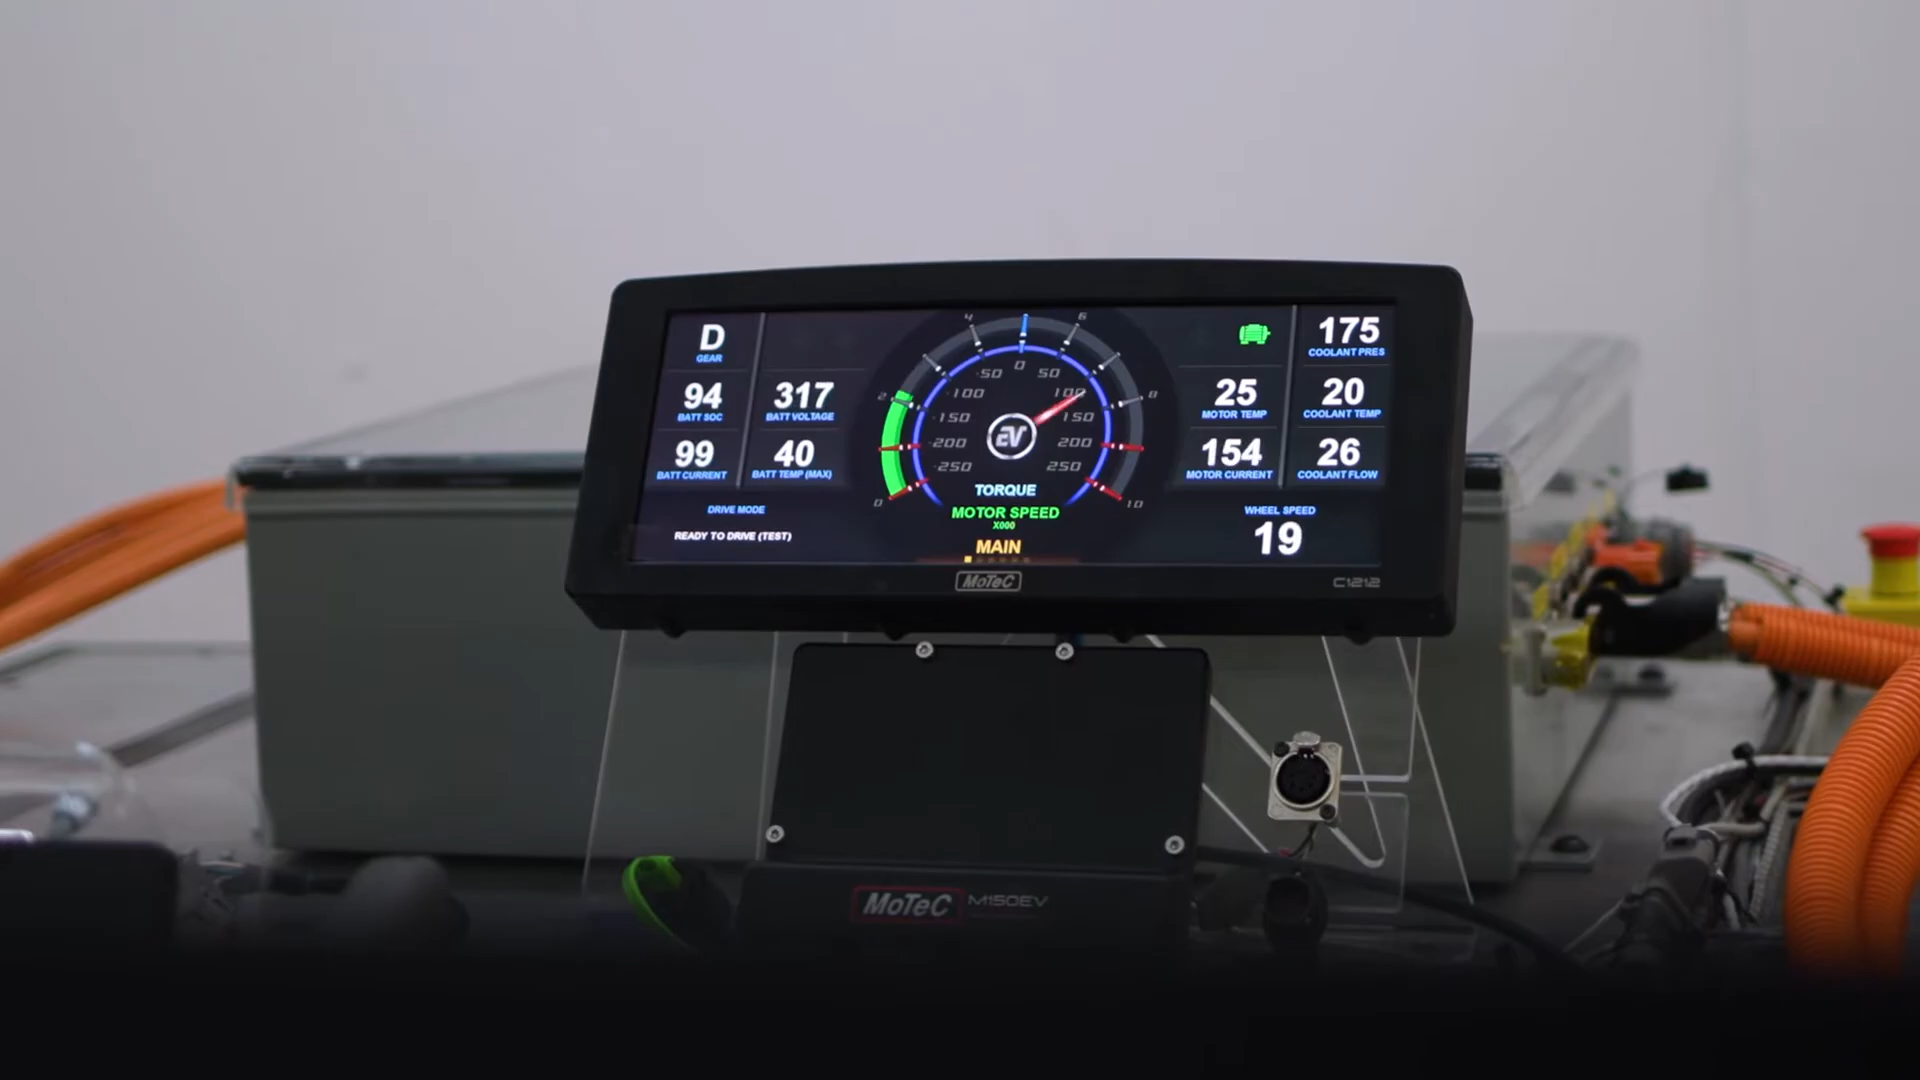 D
GEAR
94
BATT SOC
317
BATT VOLTAGE
99
BATT CURRENT
40
BATT TEMP (MAX)
DRIVE MODE
READY TO DRIVE (TEST)
0
2
4
6
8
10
-250
-200
-150
-100
-50
0
50
100
150
200
250
EV
TORQUE
MOTOR SPEED
X000
MAIN
25
MOTOR TEMP
154
MOTOR CURRENT
175
COOLANT PRES
20
COOLANT TEMP
26
COOLANT FLOW
WHEEL SPEED
19
MoTeC
C1212
MoTeC M150EV